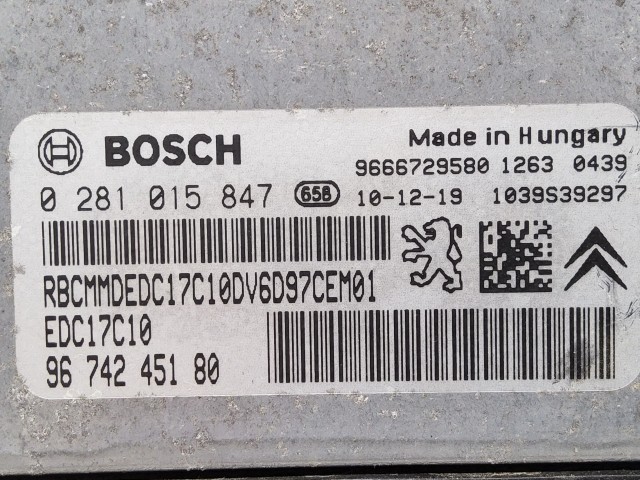 BOSCH
Made in Hungary
9666729580 1263 0439
0 281 015 847 658 10-12-19 1039S39297
RBCMMDEDC17C10DV6D97CEM01
EDC17C10
96 742 451 80